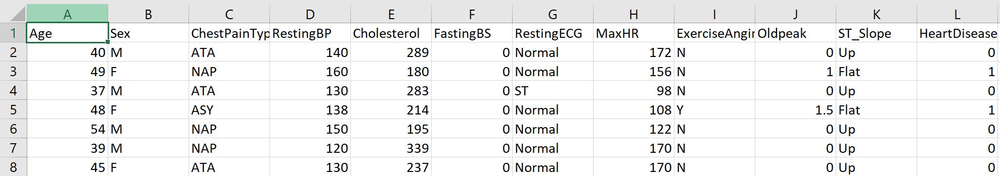 A B C D E F G H I J K L
1 Age Sex ChestPainTyp RestingBP Cholesterol FastingBS RestingECG MaxHR ExerciseAngin Oldpeak ST_Slope HeartDisease
2 40 M ATA 140 289 0 Normal 172 N 0 Up 0
3 49 F NAP 160 180 0 Normal 156 N 1 Flat 1
4 37 M ATA 130 283 0 ST 98 N 0 Up 0
5 48 F ASY 138 214 0 Normal 108 Y 1.5 Flat 1
6 54 M NAP 150 195 0 Normal 122 N 0 Up 0
7 39 M NAP 120 339 0 Normal 170 N 0 Up 0
8 45 F ATA 130 237 0 Normal 170 N 0 Up 0